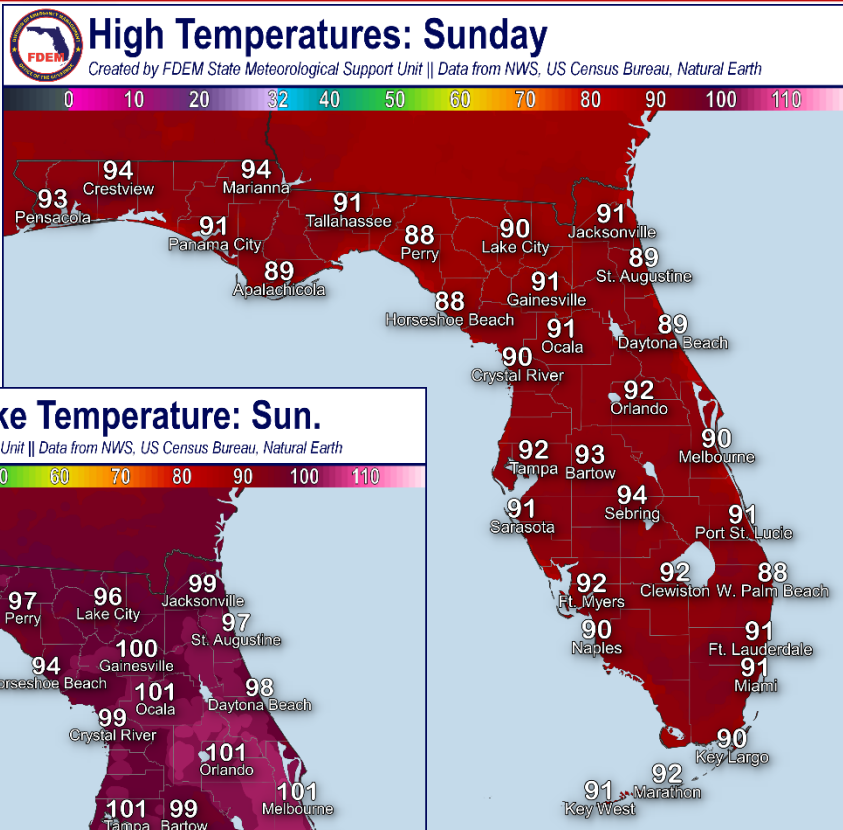 FDEM
High Temperatures: Sunday
Created by FDEM State Meteorological Support Unit || Data from NWS, US Census Bureau, Natural Earth
0 10 20 32 40 50 60 70 80 90 100 110
94
Crestview
94
Marianna
93
Pensacola
91
Tallahassee
91
Panama City
88
Perry
90
Lake City
91
Jacksonville
89
Apalachicola
89
St. Augustine
88
Horseshoe Beach
91
Gainesville
91
Ocala
89
Daytona Beach
90
Crystal River
92
Orlando
90
Melbourne
92
Tampa
93
Bartow
94
Sebring
91
Sarasota
91
Port St. Lucie
92
Ft. Myers
92
Clewiston
88
W. Palm Beach
90
Naples
91
Ft. Lauderdale
91
Miami
90
Key Largo
92
Marathon
91
Key West
ke Temperature: Sun.
Unit || Data from NWS, US Census Bureau, Natural Earth
0 60 70 80 90 100 110
97
Perry
96
Lake City
99
Jacksonville
97
St. Augustine
94
orseshoe Beach
100
Gainesville
101
Ocala
98
Daytona Beach
99
Crystal River
101
Orlando
101
Melbourne
101
Tampa
99
Bartow